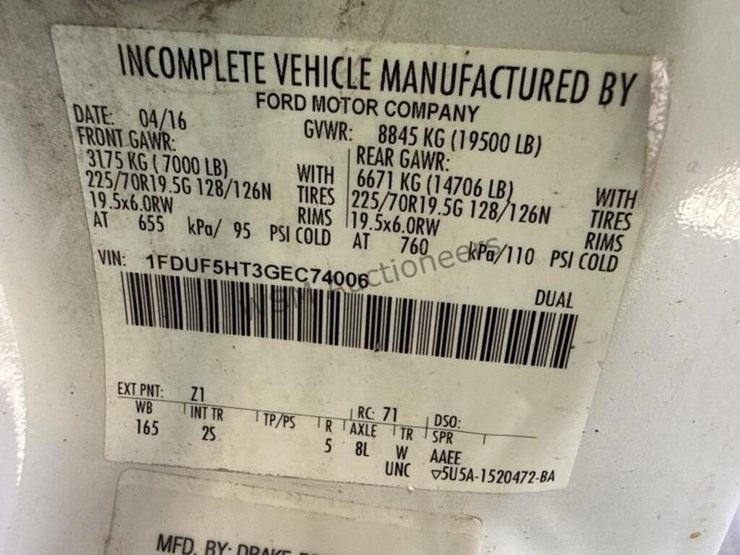 INCOMPLETE VEHICLE MANUFACTURED BY
FORD MOTOR COMPANY
DATE: 04/16 GVWR: 8845 KG (19500 LB)
FRONT GAWR: REAR GAWR:
3175 KG ( 7000 LB) WITH 6671 KG (14706 LB) WITH
225/70R19.5G 128/126N TIRES 225/70R19.5G 128/126N TIRES
19.5x6.0RW RIMS 19.5x6.0RW RIMS
AT 655 kPa/ 95 PSI COLD AT 760 kPa/110 PSI COLD
VIN: 1FDUF5HT3GEC74006 DUAL
Auctioneers
EXT PNT: Z1 RC: 71 DSO:
WB INT TR TP/PS R AXLE TR SPR
165 2S 5 8L W AAEE
UNC ▽5U5A-1520472-BA
MFD. BY: DRAKE